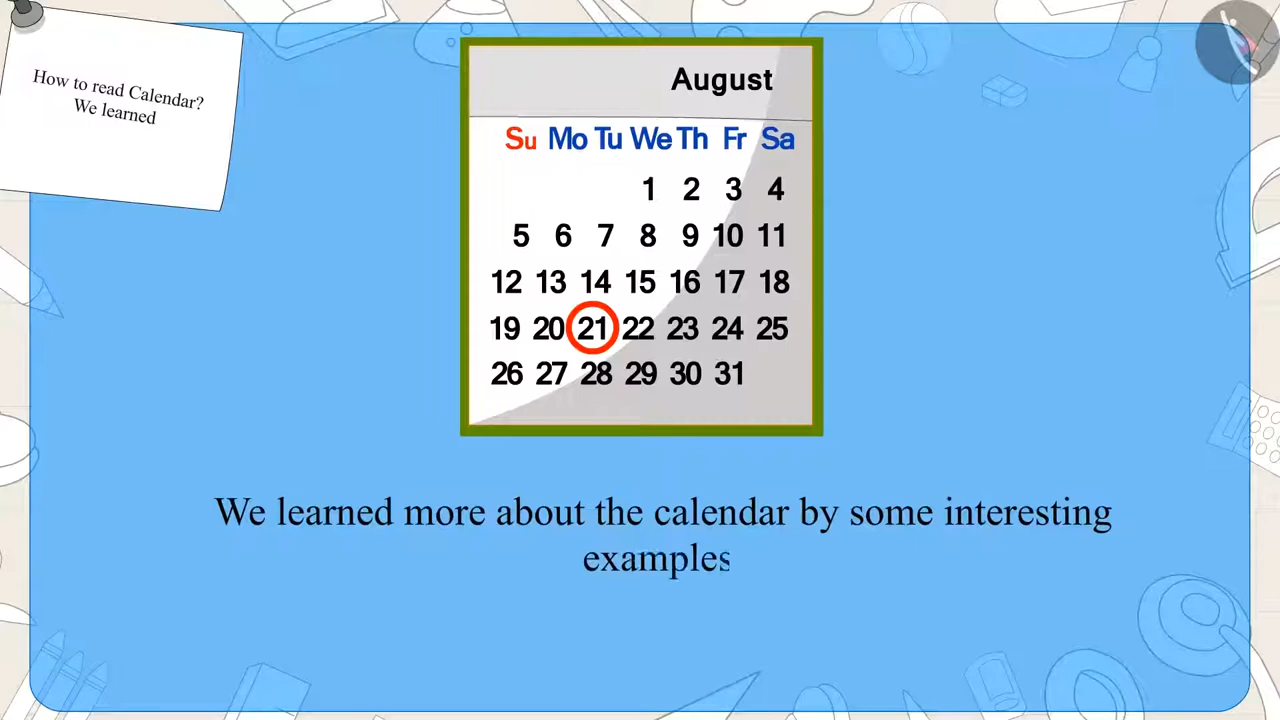 How to read Calendar?
We learned
August
Su Mo Tu We Th Fr Sa
1 2 3 4
5 6 7 8 9 10 11
12 13 14 15 16 17 18
19 20 21 22 23 24 25
26 27 28 29 30 31
We learned more about the calendar by some interesting
examples